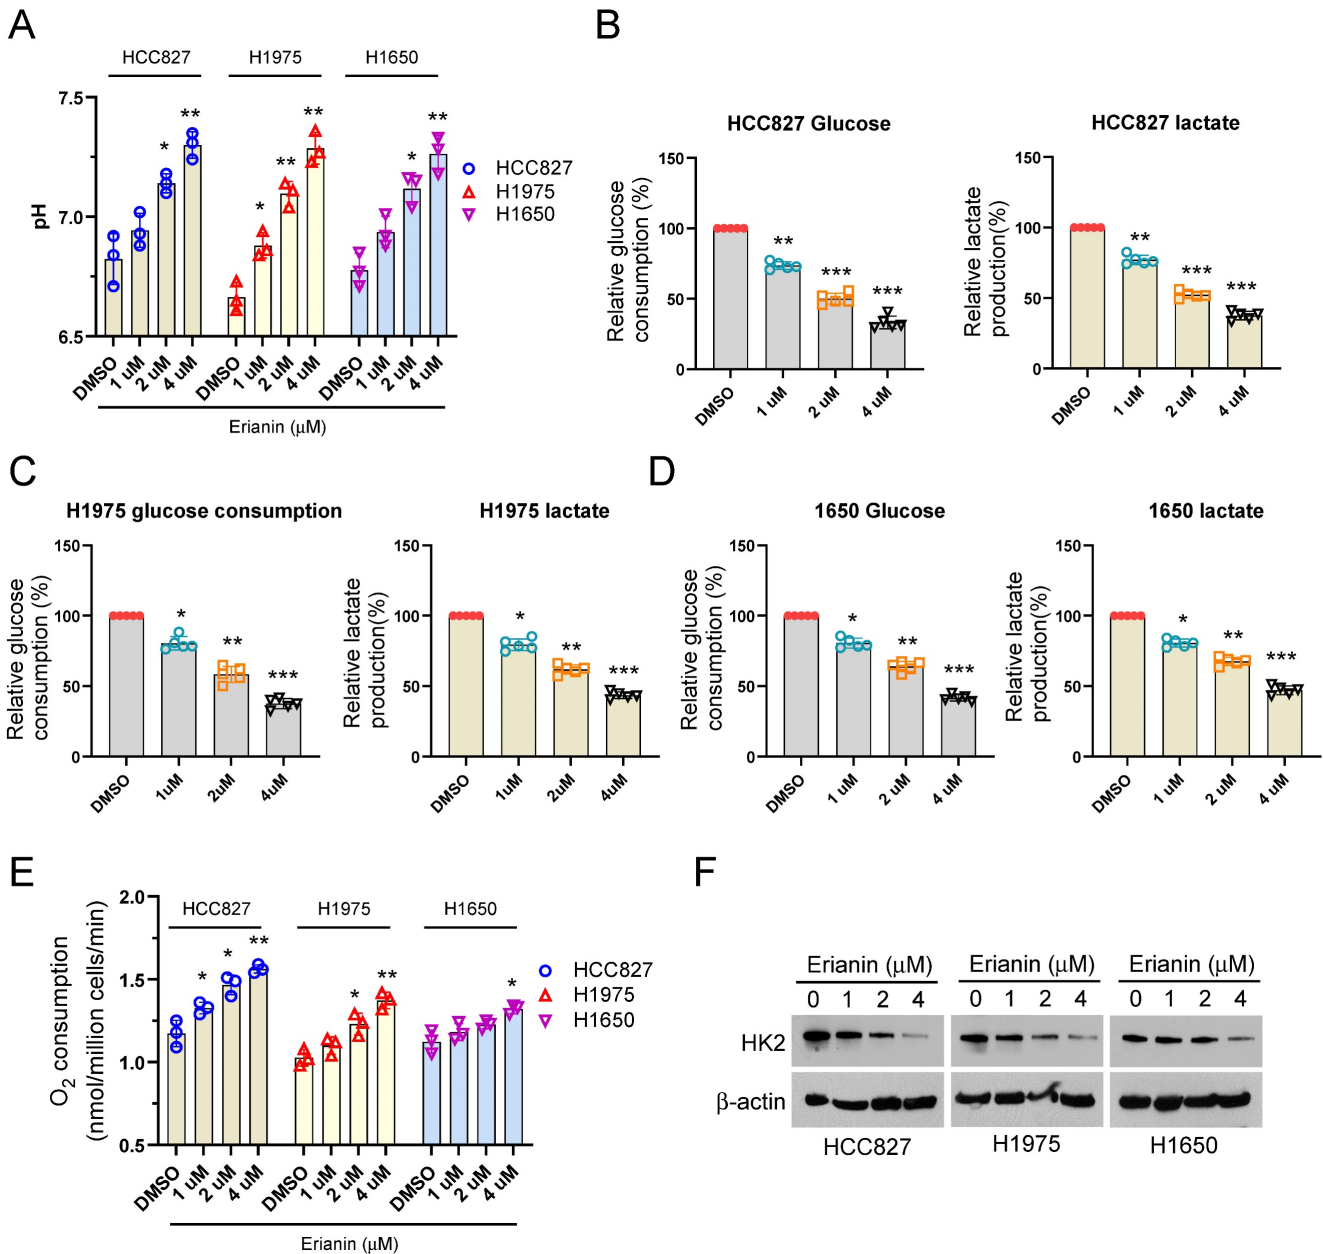 A
HCC827 H1975 H1650
7.5
7.0
6.5
pH
* ** * ** ** * **
HCC827
H1975
H1650
DMSO 1 uM 2 uM 4 uM DMSO 1 uM 2 uM 4 uM DMSO 1 uM 2 uM 4 uM
Erianin (μM)
B
HCC827 Glucose
Relative glucose
consumption (%)
150
100
50
0
** *** ***
DMSO 1 uM 2 uM 4 uM
HCC827 lactate
Relative lactate
production(%)
150
100
50
0
** *** ***
DMSO 1 uM 2 uM 4 uM
C
H1975 glucose consumption
Relative glucose
consumption (%)
150
100
50
0
* ** ***
DMSO 1uM 2uM 4uM
H1975 lactate
Relative lactate
production(%)
150
100
50
0
* ** ***
DMSO 1uM 2uM 4uM
D
1650 Glucose
Relative glucose
consumption (%)
150
100
50
0
* ** ***
DMSO 1 uM 2 uM 4 uM
1650 lactate
Relative lactate
production(%)
150
100
50
0
* ** ***
DMSO 1 uM 2 uM 4 uM
E
O2 consumption
(nmol/million cells/min)
2.0
1.5
1.0
0.5
HCC827 H1975 H1650
* * ** * ** *
HCC827
H1975
H1650
DMSO 1 uM 2 uM 4 uM DMSO 1 uM 2 uM 4 uM DMSO 1 uM 2 uM 4 uM
Erianin (μM)
F
Erianin (μM) Erianin (μM) Erianin (μM)
0 1 2 4 0 1 2 4 0 1 2 4
HK2
β-actin
HCC827 H1975 H1650